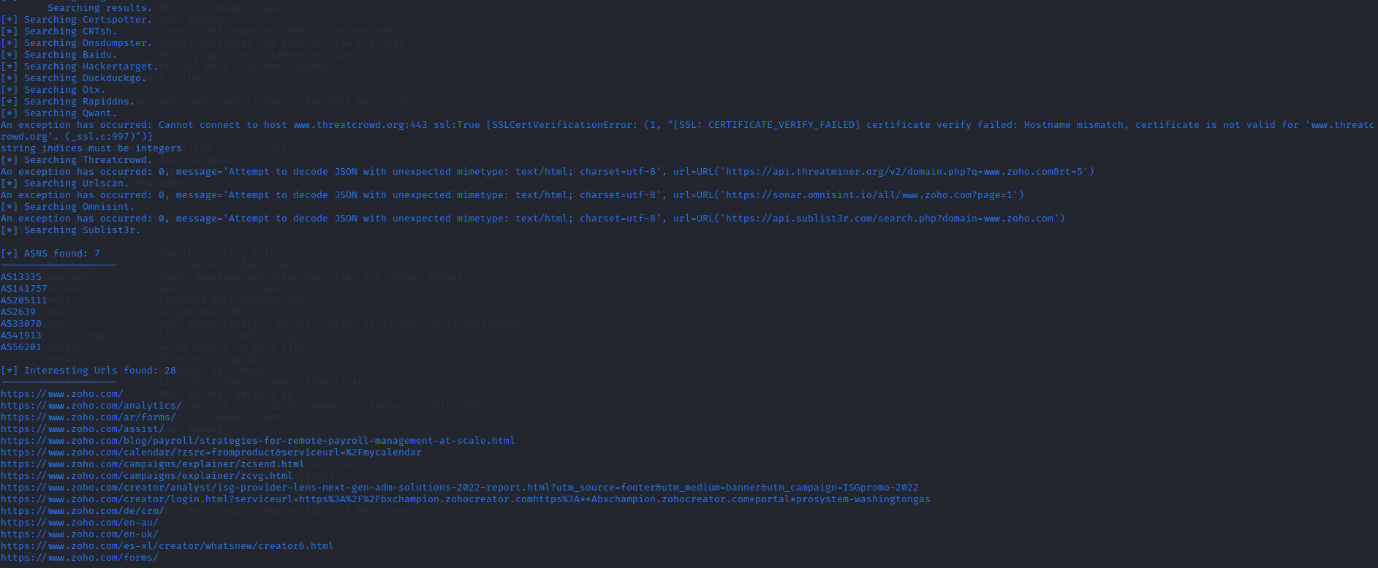 Searching results.
[*] Searching Certspotter.
[*] Searching CRTsh.
[*] Searching Dnsdumpster.
[*] Searching Baidu.
[*] Searching Hackertarget.
[*] Searching Duckduckgo.
[*] Searching Otx.
[*] Searching Rapiddns.
[*] Searching Qwant.
An exception has occurred: Cannot connect to host www.threatcrowd.org:443 ssl:True [SSLCertVerificationError: (1, "[SSL: CERTIFICATE_VERIFY_FAILED] certificate verify failed: Hostname mismatch, certificate is not valid for 'www.threatc
rowd.org'. (_ssl.c:997)")]
string indices must be integers
[*] Searching Threatcrowd.
An exception has occurred: 0, message='Attempt to decode JSON with unexpected mimetype: text/html; charset=utf-8', url=URL('https://api.threatminer.org/v2/domain.php?q=www.zoho.com&rt=5')
[*] Searching Urlscan.
An exception has occurred: 0, message='Attempt to decode JSON with unexpected mimetype: text/html; charset=utf-8', url=URL('https://sonar.omnisint.io/all/www.zoho.com?page=1')
[*] Searching Omnisint.
An exception has occurred: 0, message='Attempt to decode JSON with unexpected mimetype: text/html; charset=utf-8', url=URL('https://api.sublist3r.com/search.php?domain=www.zoho.com')
[*] Searching Sublist3r.
[*] ASNS found: 7
--------------------
AS13335
AS141757
AS205111
AS2639
AS33070
AS41913
AS56201
[*] Interesting Urls found: 28
--------------------
https://www.zoho.com/
https://www.zoho.com/analytics/
https://www.zoho.com/ar/forms/
https://www.zoho.com/assist/
https://www.zoho.com/blog/payroll/strategies-for-remote-payroll-management-at-scale.html
https://www.zoho.com/calendar/?zsrc=fromproduct&serviceurl=%2Fmycalendar
https://www.zoho.com/campaigns/explainer/zcsend.html
https://www.zoho.com/campaigns/explainer/zcvg.html
https://www.zoho.com/creator/analyst/isg-provider-lens-next-gen-adm-solutions-2022-report.html?utm_source=footer&utm_medium=banner&utm_campaign=ISGpromo-2022
https://www.zoho.com/creator/login.html?serviceurl=https%3A%2F%2Fbxchampion.zohocreator.comhttps%3A**Abxchampion.zohocreator.com*portal*prosystem-washingtongas
https://www.zoho.com/de/crm/
https://www.zoho.com/en-au/
https://www.zoho.com/en-uk/
https://www.zoho.com/es-xl/creator/whatsnew/creator6.html
https://www.zoho.com/forms/